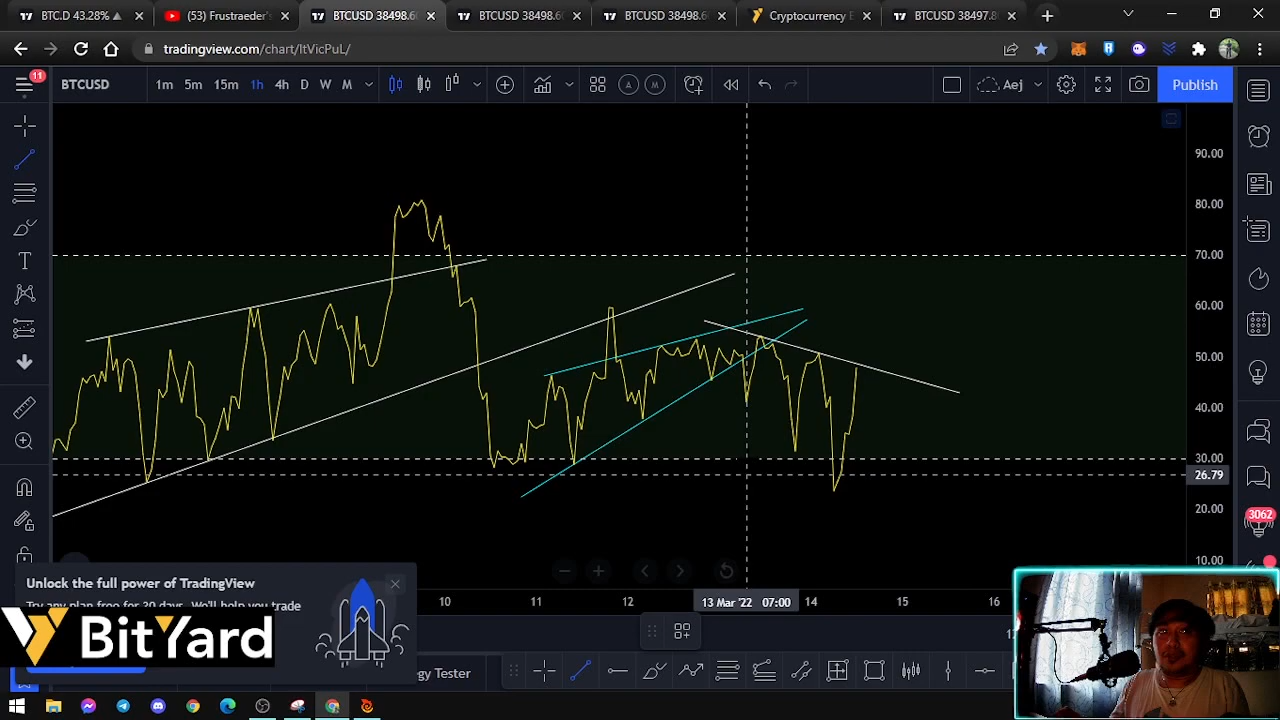 BTC.D 43.28% ▲
(53) Frustraeder's
BTCUSD 38498.6
BTCUSD 38498.6
BTCUSD 38498.6
Cryptocurrency E
BTCUSD 38497.8
tradingview.com/chart/ItVicPuL/
11
BTCUSD
1m 5m 15m 1h 4h D W M
A M
Aej
Publish
90.00
80.00
70.00
60.00
50.00
40.00
30.00
26.79
20.00
10.00
3062
Unlock the full power of TradingView
Try any plan free for 30 days. We'll help you trade
BitYard
10 11 12 13 Mar '22 07:00 14 15 16
gy Tester